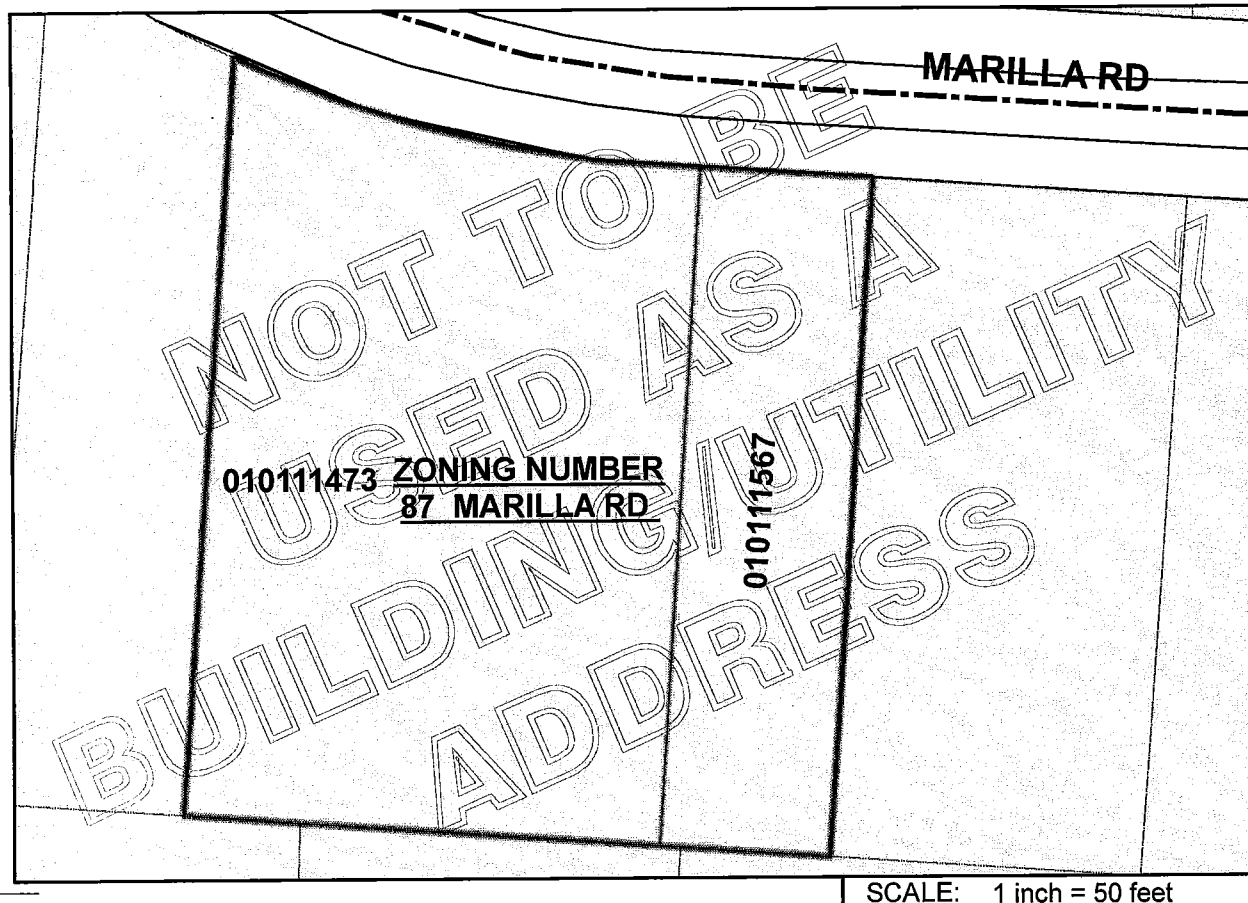 MARILLA RD
NOT TO BE
USED AS A
BUILDING/UTILITY
ADDRESS
010111473 ZONING NUMBER
87 MARILLA RD
010111567
SCALE: 1 inch = 50 feet